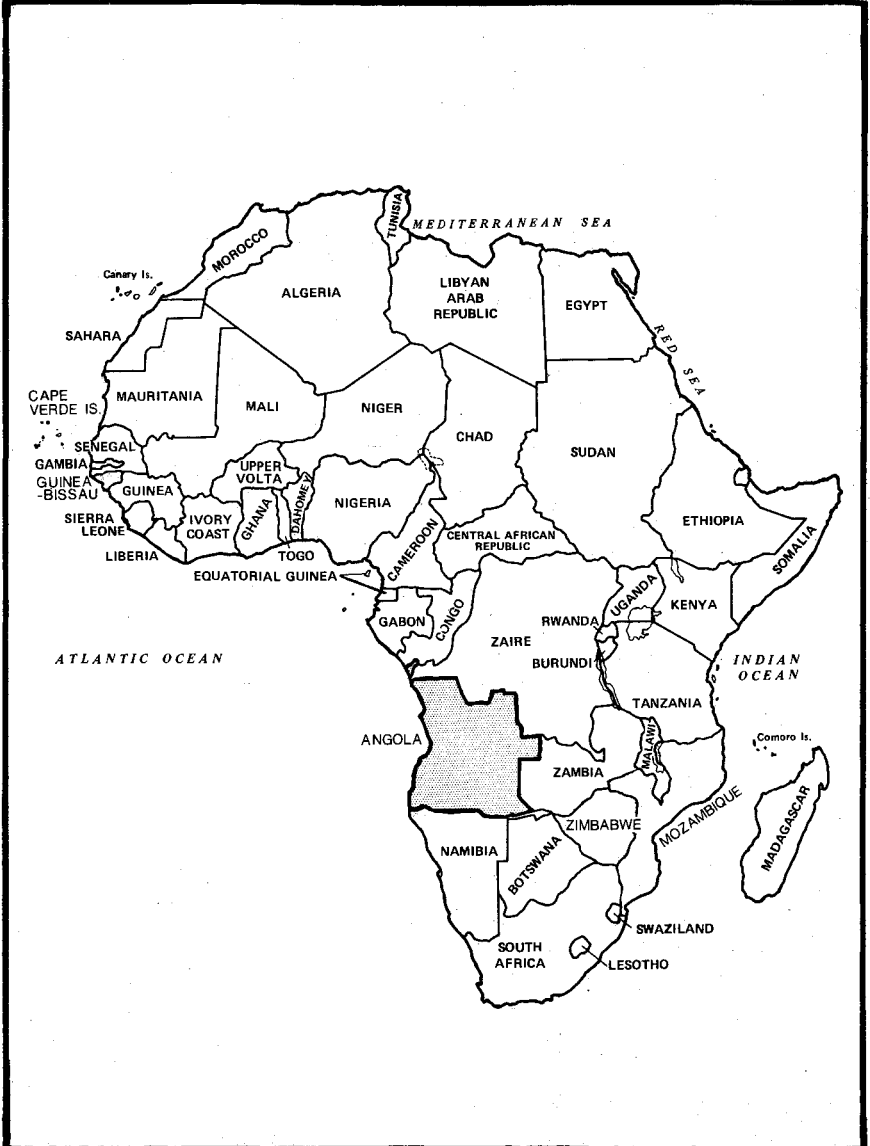 MEDITERRANEAN SEA
TUNISIA
MOROCCO
Canary Is.
ALGERIA
LIBYAN
ARAB
REPUBLIC
EGYPT
SAHARA
RED SEA
CAPE
VERDE IS.
MAURITANIA
MALI
NIGER
CHAD
SUDAN
SENEGAL
GAMBIA
GUINEA
-BISSAU
GUINEA
UPPER
VOLTA
DAHOMEY
NIGERIA
SIERRA
LEONE
IVORY
COAST
GHANA
LIBERIA
TOGO
CAMEROON
CENTRAL AFRICAN
REPUBLIC
ETHIOPIA
SOMALIA
EQUATORIAL GUINEA
GABON
CONGO
ZAIRE
UGANDA
KENYA
RWANDA
BURUNDI
ATLANTIC OCEAN
INDIAN
OCEAN
TANZANIA
ANGOLA
ZAMBIA
MALAWI
Comoro Is.
MOZAMBIQUE
MADAGASCAR
ZIMBABWE
NAMIBIA
BOTSWANA
SWAZILAND
SOUTH
AFRICA
LESOTHO